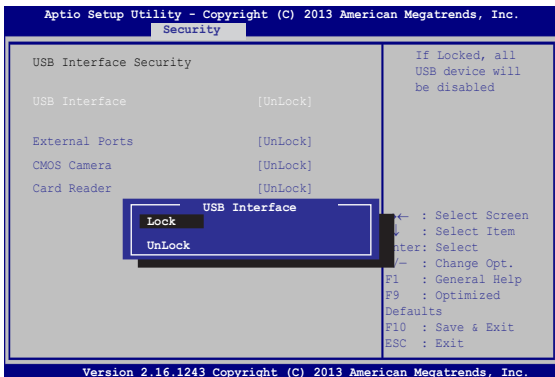 Aptio Setup Utility - Copyright (C) 2013 American Megatrends, Inc.
Security
USB Interface Security
USB Interface [UnLock]
External Ports [UnLock]
CMOS Camera [UnLock]
Card Reader [UnLock]
USB Interface
Lock
UnLock
If Locked, all
USB device will
be disabled
→← : Select Screen
↓ : Select Item
nter: Select
/— : Change Opt.
F1 : General Help
F9 : Optimized
Defaults
F10 : Save & Exit
ESC : Exit
Version 2.16.1243 Copyright (C) 2013 American Megatrends, Inc.